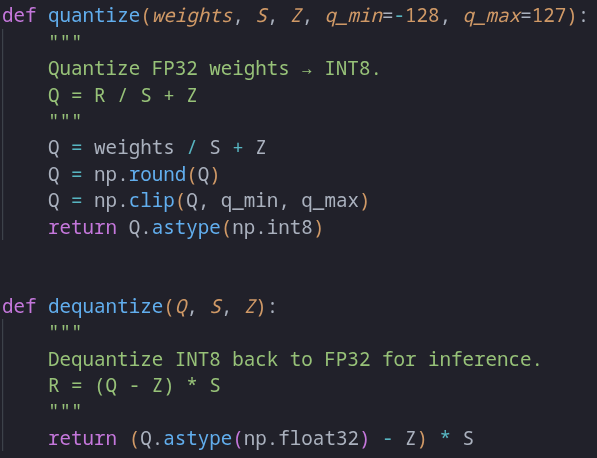 def quantize(weights, S, Z, q_min=-128, q_max=127):
    """
    Quantize FP32 weights → INT8.
    Q = R / S + Z
    """
    Q = weights / S + Z
    Q = np.round(Q)
    Q = np.clip(Q, q_min, q_max)
    return Q.astype(np.int8)

def dequantize(Q, S, Z):
    """
    Dequantize INT8 back to FP32 for inference.
    R = (Q - Z) * S
    """
    return (Q.astype(np.float32) - Z) * S